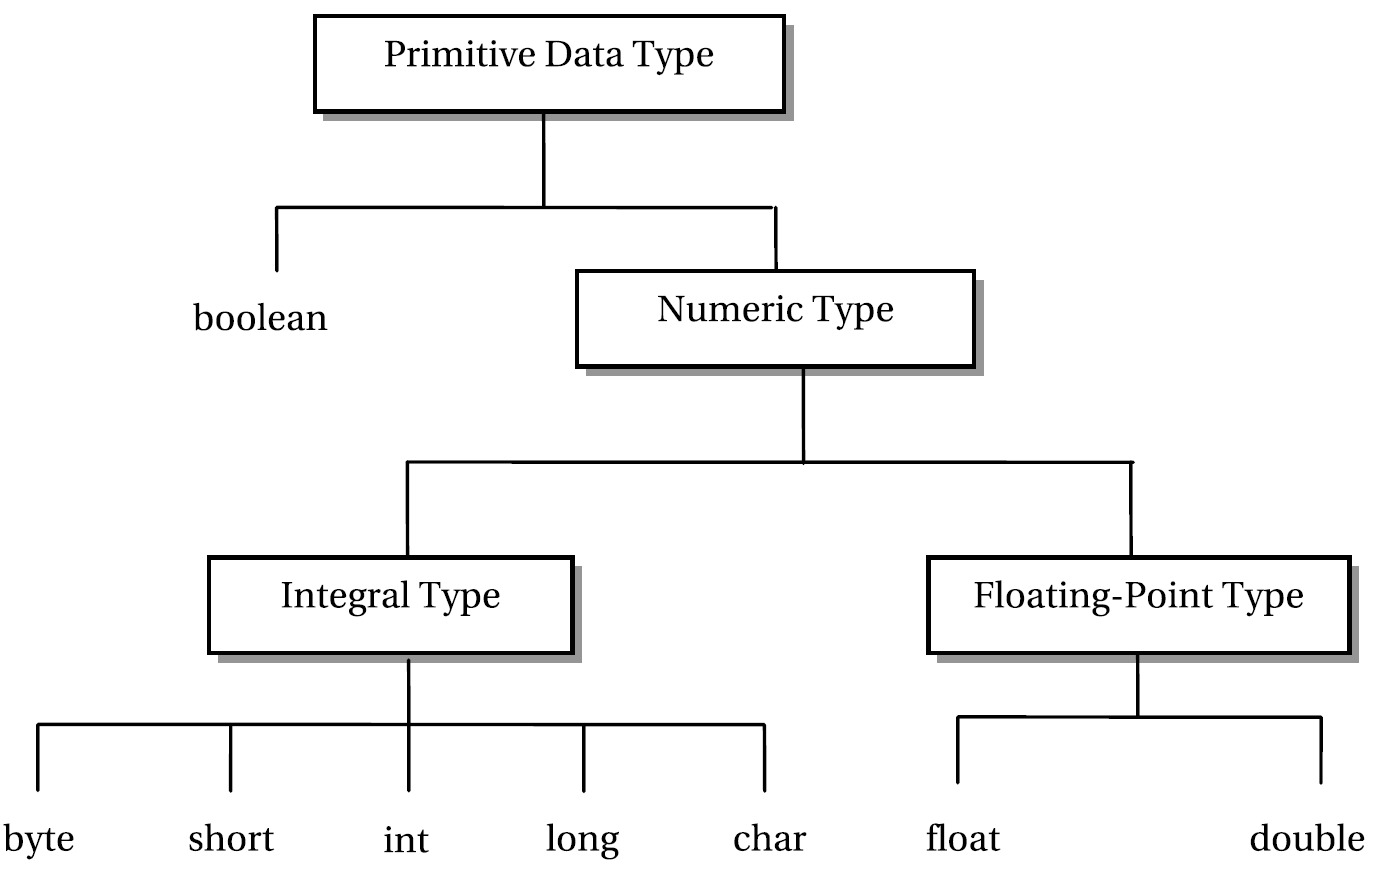 Primitive Data Type
boolean
Numeric Type
Integral Type
Floating-Point Type
byte
short
int
long
char
float
double